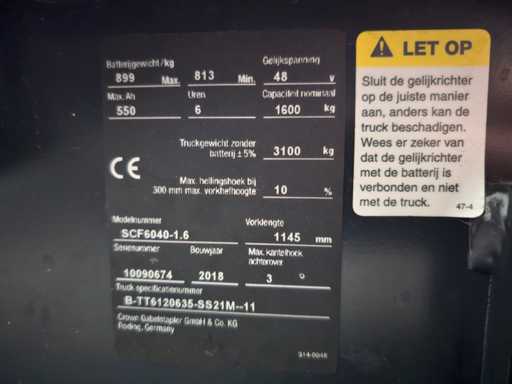 Batterijgewicht/kg
Gelijkspanning
899 Max. 813 Min. 48 v
Max. Ah Uren Capaciteit nominaal
550 6 1600 kg
Truckgewicht zonder
batterij ± 5% 3100 kg
CE
Max. hellingshoek bij
300 mm max. vorkhefhoogte 10 %
Modelnummer Vorklengte
SCF6040-1.6 1145 mm
Serienummer Bouwjaar Max. kantelhoek
achterover
10090674 2018 3 °
Truck specificatienummer
B-TT6120635-SS21M--11
Crown Gabelstapler GmbH & Co. KG
Roding, Germany
LET OP
Sluit de gelijkrichter
op de juiste manier
aan, anders kan de
truck beschadigen.
Wees er zeker van
dat de gelijkrichter
met de batterij is
verbonden en niet
met de truck.
47-4